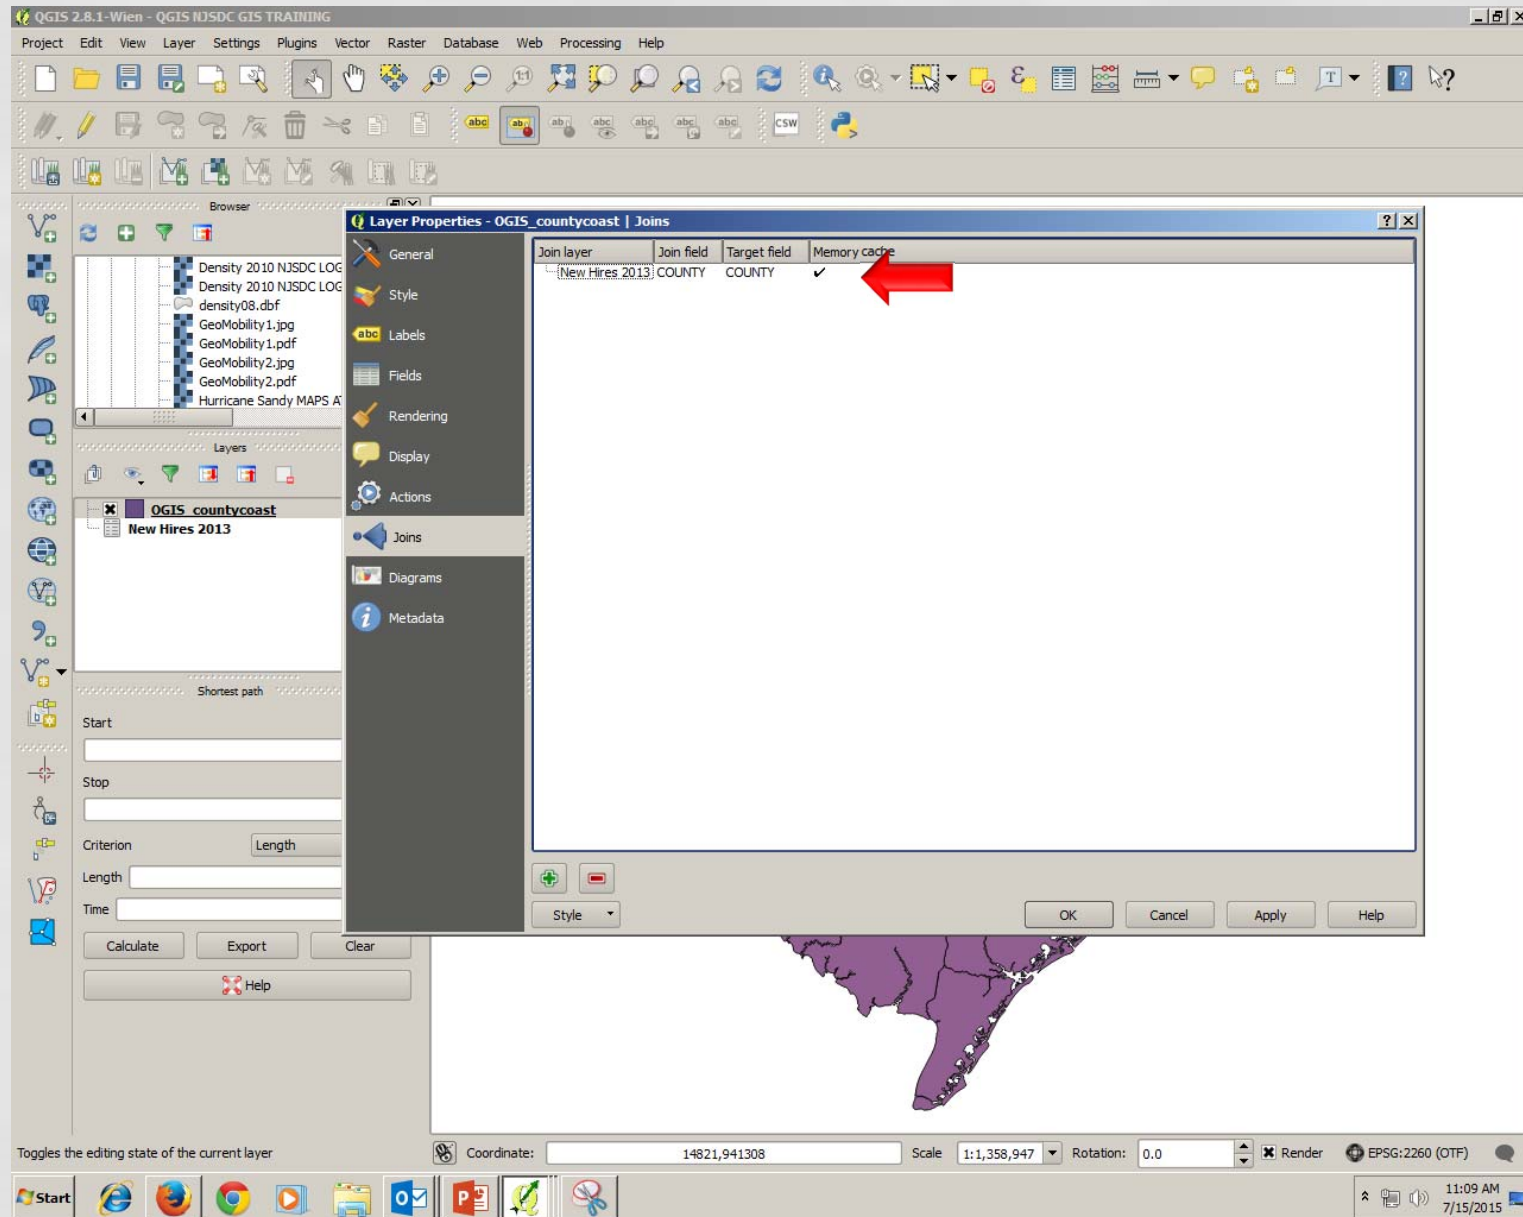 QGIS 2.8.1-Wien - QGIS NJSDC GIS TRAINING
Project Edit View Layer Settings Plugins Vector Raster Database Web Processing Help
abc
CSW
Browser
Density 2010 NJSDC LOG
Density 2010 NJSDC LOG
density08.dbf
GeoMobility1.jpg
GeoMobility1.pdf
GeoMobility2.jpg
GeoMobility2.pdf
Hurricane Sandy MAPS A
Layers
OGIS_countycoast
New Hires 2013
Shortest path
Start
Stop
Criterion Length
Length
Time
Calculate Export Clear
Help
Layer Properties - OGIS_countycoast | Joins
General
Style
abc Labels
Fields
Rendering
Display
Actions
Joins
Diagrams
Metadata
Join layer Join field Target field Memory cache
New Hires 2013 COUNTY COUNTY ✔
Style OK Cancel Apply Help
Toggles the editing state of the current layer Coordinate: 14821,941308 Scale 1:1,358,947 Rotation: 0.0 Render EPSG:2260 (OTF)
Start 11:09 AM
7/15/2015